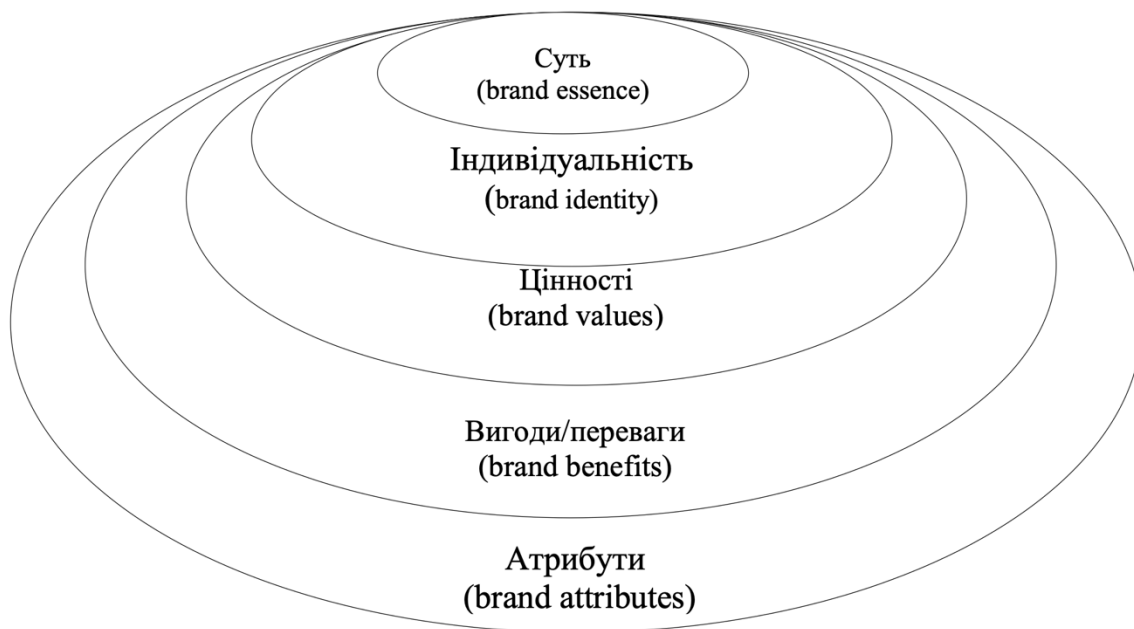 Суть
(brand essence)
Індивідуальність
(brand identity)
Цінності
(brand values)
Вигоди/переваги
(brand benefits)
Атрибути
(brand attributes)